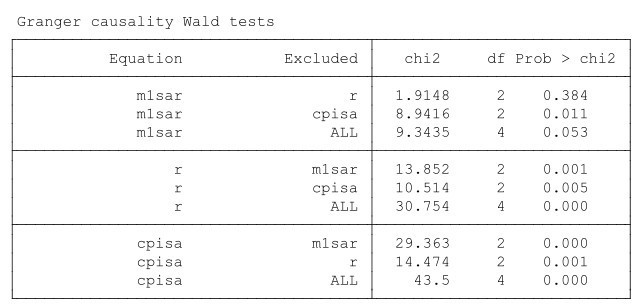 Granger causality Wald tests
Equation Excluded chi2 df Prob > chi2
m1sar r 1.9148 2 0.384
m1sar cpisa 8.9416 2 0.011
m1sar ALL 9.3435 4 0.053
r m1sar 13.852 2 0.001
r cpisa 10.514 2 0.005
r ALL 30.754 4 0.000
cpisa m1sar 29.363 2 0.000
cpisa r 14.474 2 0.001
cpisa ALL 43.5 4 0.000